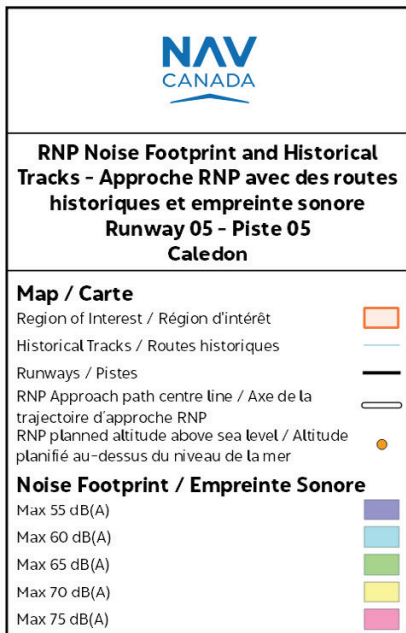 NAV
CANADA
RNP Noise Footprint and Historical
Tracks - Approche RNP avec des routes
historiques et empreinte sonore
Runway 05 - Piste 05
Caledon
Map / Carte
Region of Interest / Région d'intérêt
Historical Tracks / Routes historiques
Runways / Pistes
RNP Approach path centre line / Axe de la
trajectoire d'approche RNP
RNP planned altitude above sea level / Altitude
planifié au-dessus du niveau de la mer
Noise Footprint / Empreinte Sonore
Max 55 dB(A)
Max 60 dB(A)
Max 65 dB(A)
Max 70 dB(A)
Max 75 dB(A)